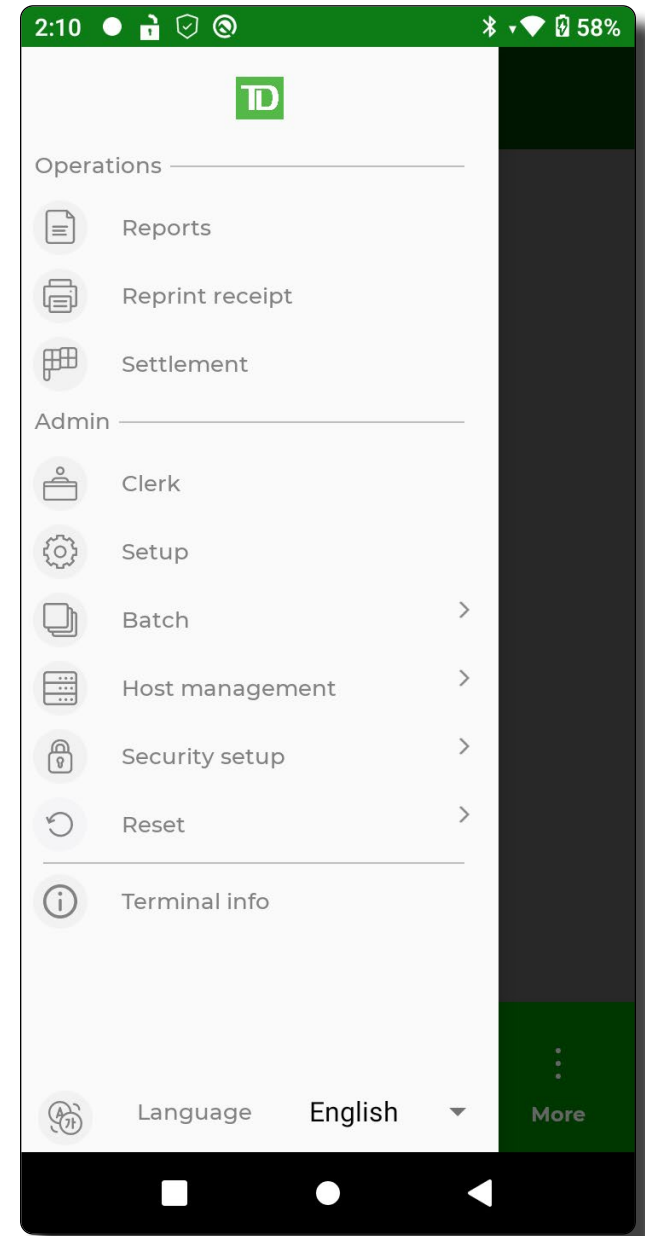 2:10
58%
TD
Operations
Reports
Reprint receipt
Settlement
Admin
Clerk
Setup
Batch
Host management
Security setup
Reset
Terminal info
Language English
More